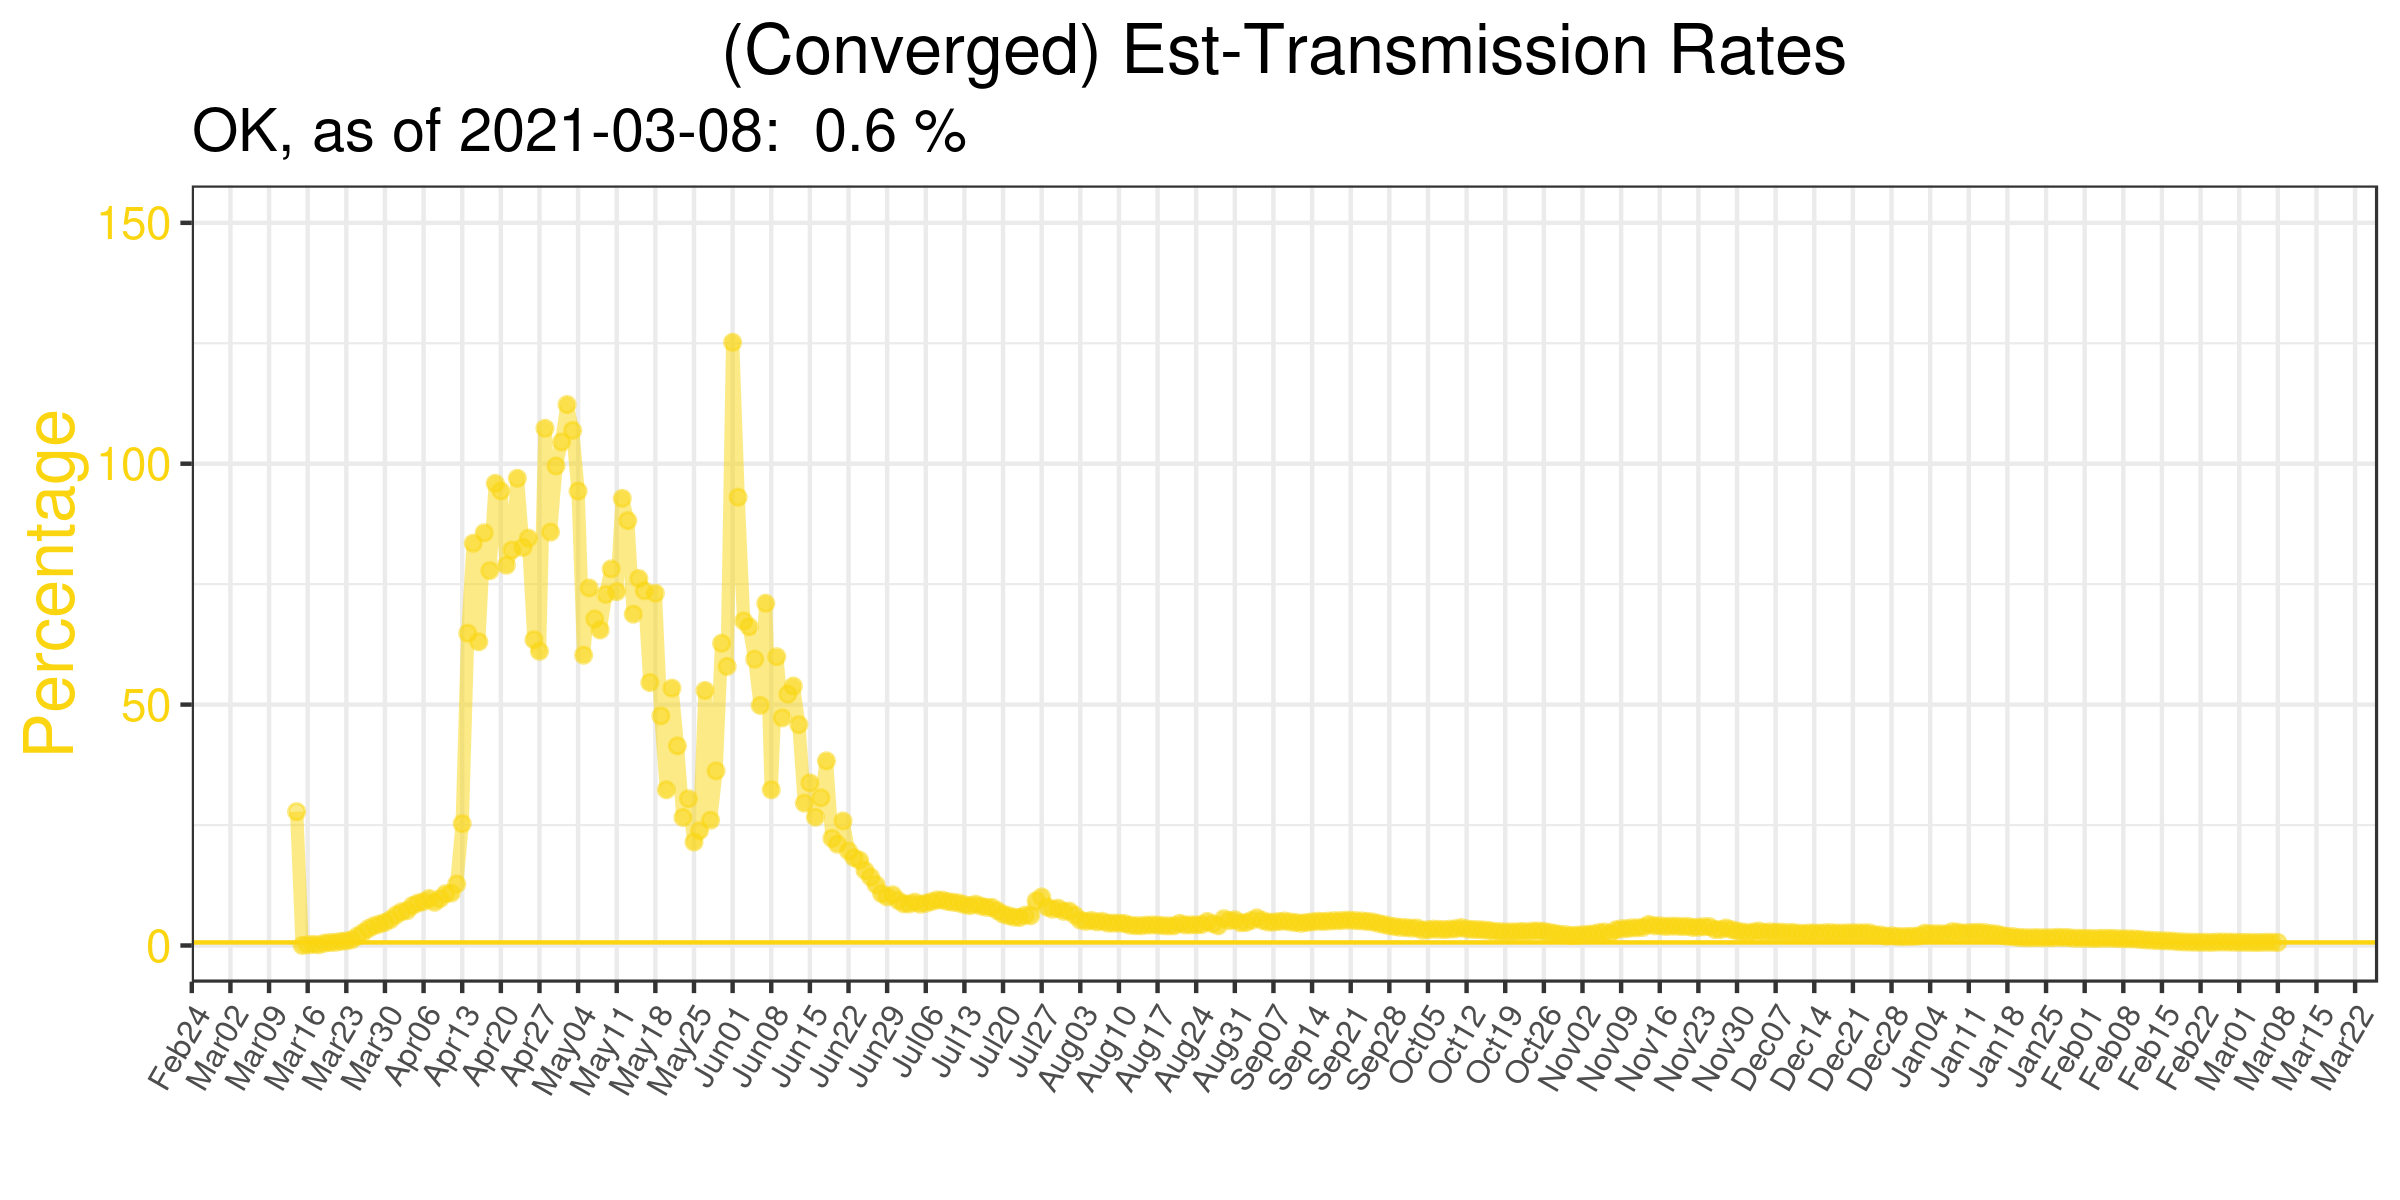 (Converged) Est-Transmission Rates
OK, as of 2021-03-08:  0.6 %
Percentage
150
100
50
0
Feb24
Mar02
Mar09
Mar16
Mar23
Mar30
Apr06
Apr13
Apr20
Apr27
May04
May11
May18
May25
Jun01
Jun08
Jun15
Jun22
Jun29
Jul06
Jul13
Jul20
Jul27
Aug03
Aug10
Aug17
Aug24
Aug31
Sep07
Sep14
Sep21
Sep28
Oct05
Oct12
Oct19
Oct26
Nov02
Nov09
Nov16
Nov23
Nov30
Dec07
Dec14
Dec21
Dec28
Jan04
Jan11
Jan18
Jan25
Feb01
Feb08
Feb15
Feb22
Mar01
Mar08
Mar15
Mar22